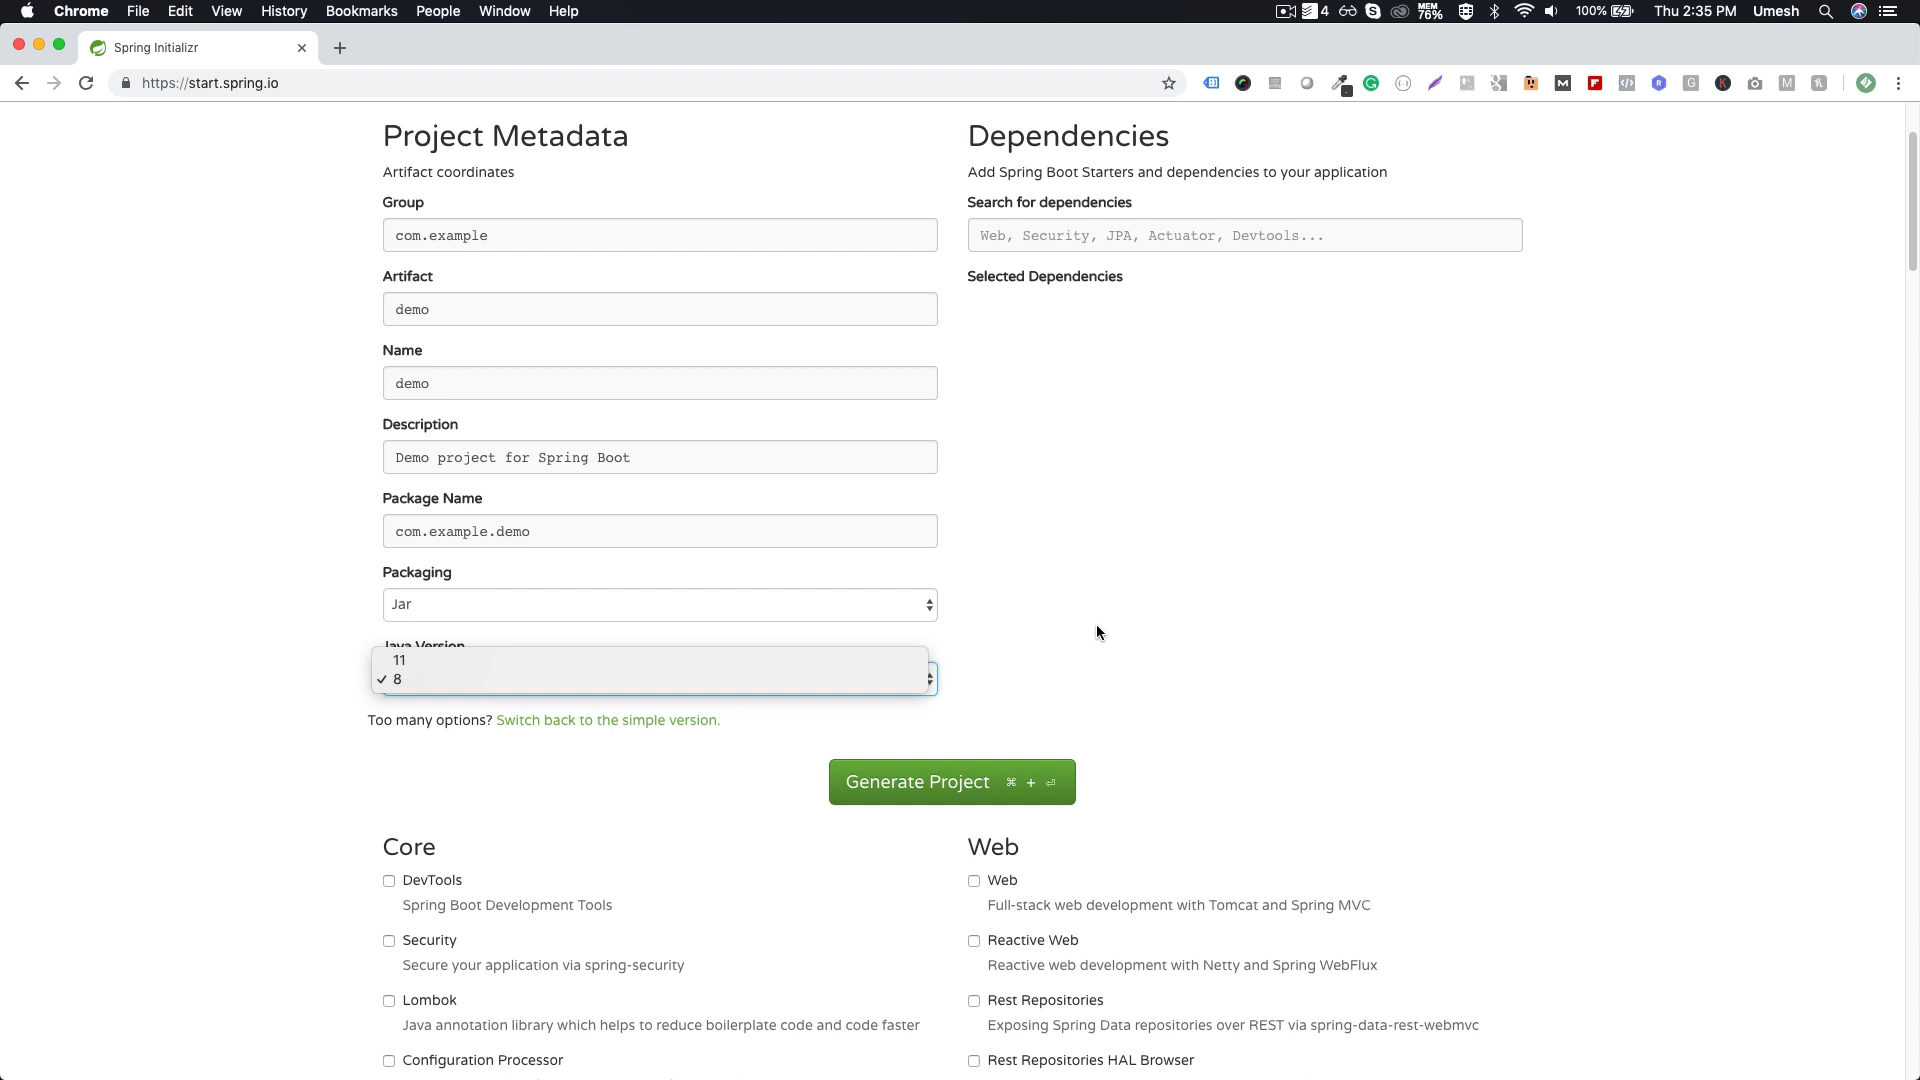 Chrome File Edit View History Bookmarks People Window Help 4 MEM 76% 100% Thu 2:35 PM Umesh
Spring Initializr
https://start.spring.io
Project Metadata
Artifact coordinates
Group
com.example
Artifact
demo
Name
demo
Description
Demo project for Spring Boot
Package Name
com.example.demo
Packaging
Jar
Java Version
11
✓ 8
Too many options? Switch back to the simple version.
Dependencies
Add Spring Boot Starters and dependencies to your application
Search for dependencies
Web, Security, JPA, Actuator, Devtools...
Selected Dependencies
Generate Project ⌘ + ⏎
Core
DevTools
Spring Boot Development Tools
Security
Secure your application via spring-security
Lombok
Java annotation library which helps to reduce boilerplate code and code faster
Configuration Processor
Web
Web
Full-stack web development with Tomcat and Spring MVC
Reactive Web
Reactive web development with Netty and Spring WebFlux
Rest Repositories
Exposing Spring Data repositories over REST via spring-data-rest-webmvc
Rest Repositories HAL Browser